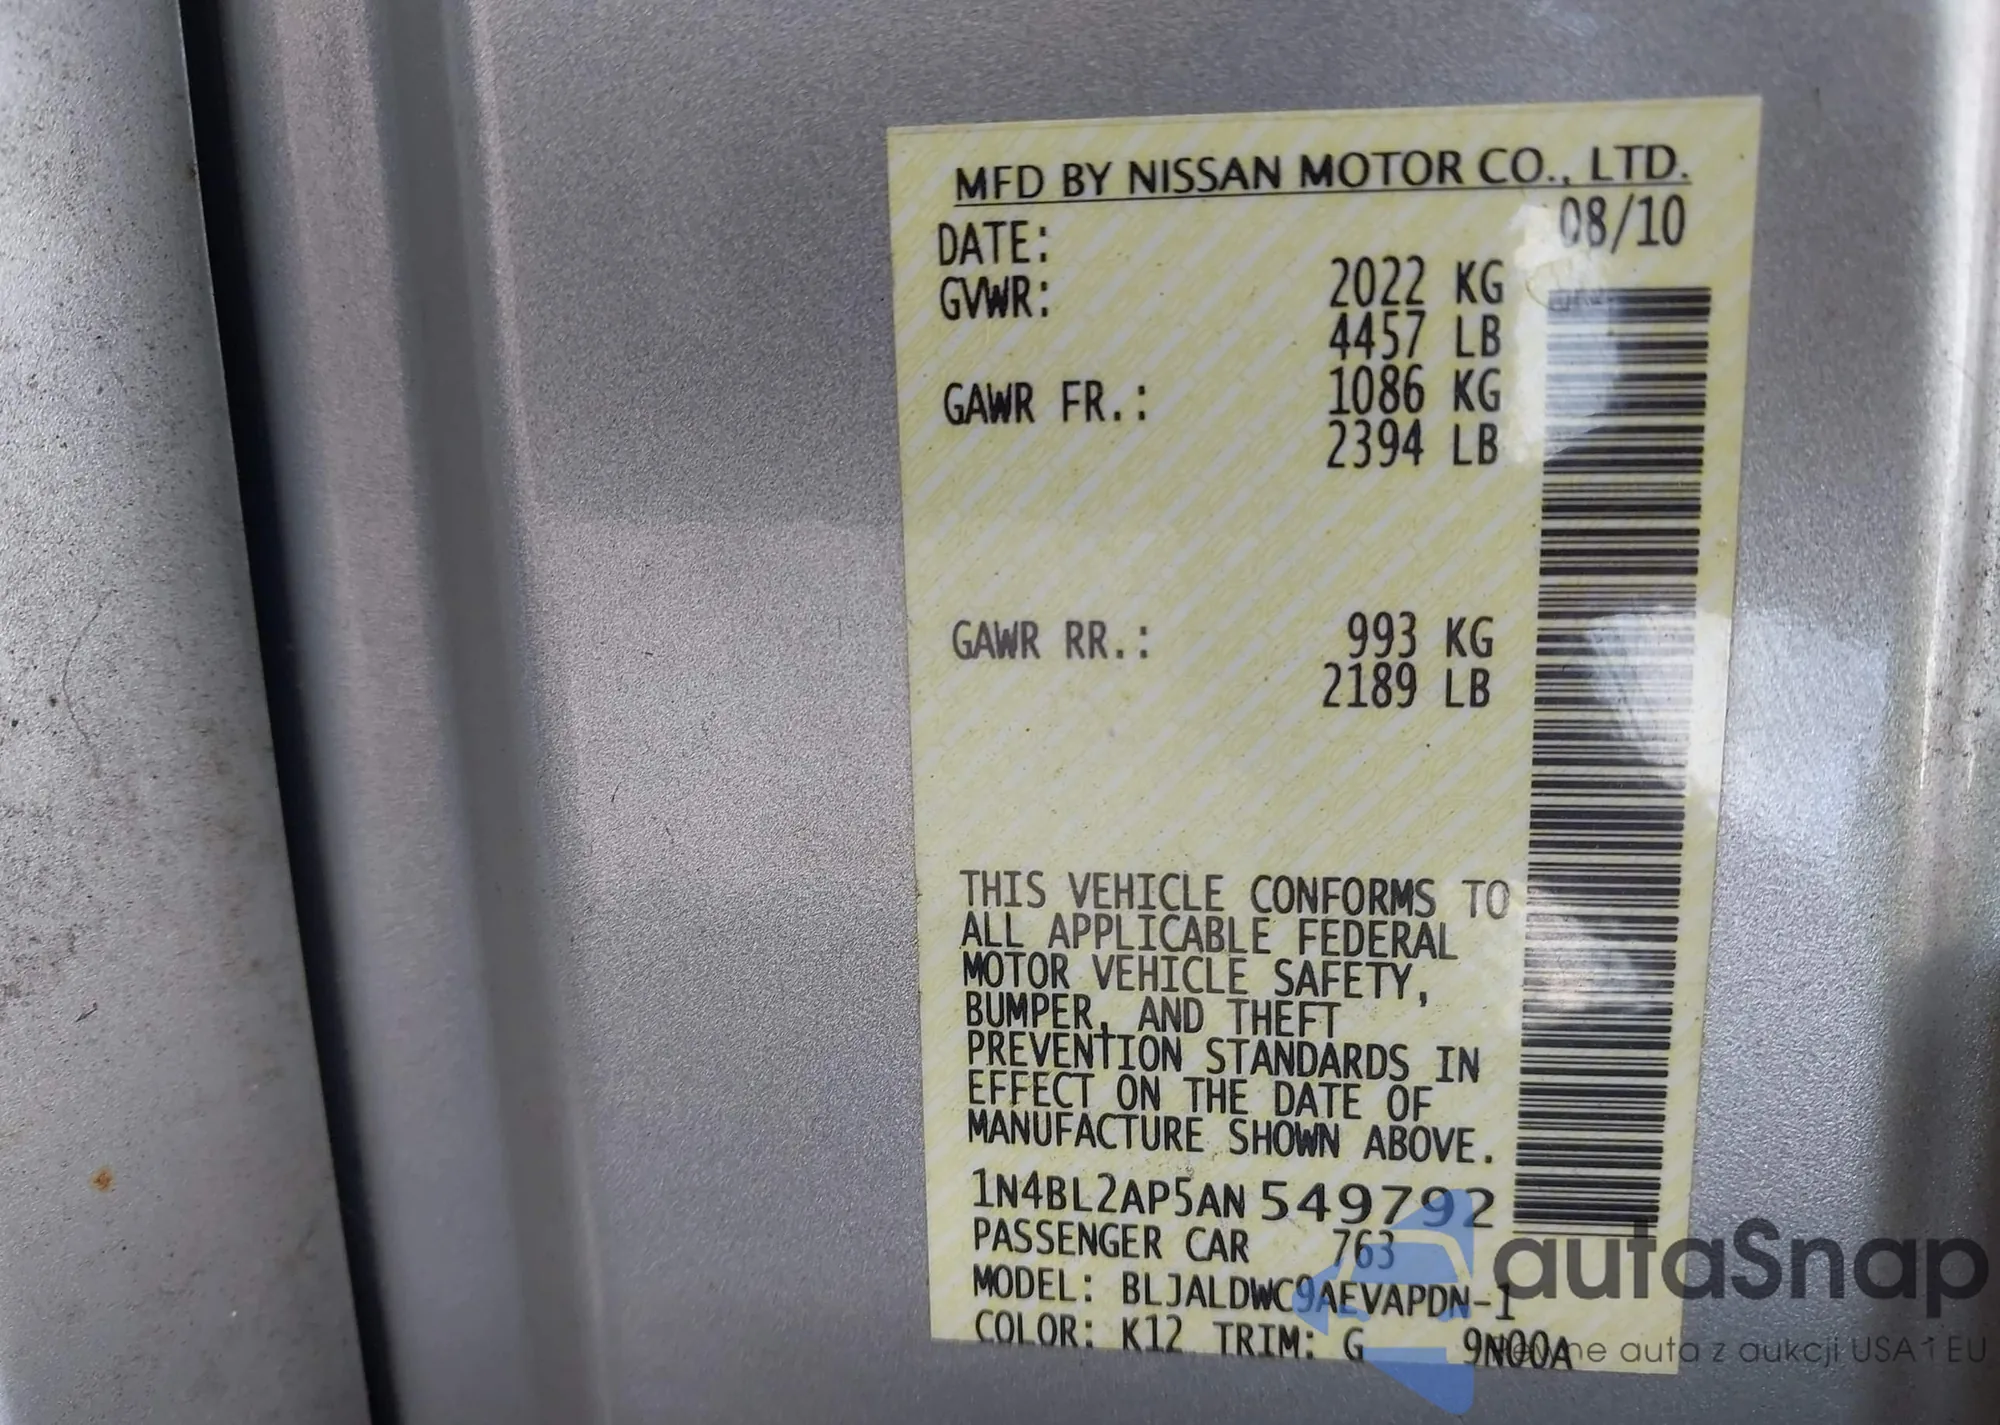 MFD BY NISSAN MOTOR CO., LTD.
DATE: 08/10
GVWR: 2022 KG
4457 LB
GAWR FR.: 1086 KG
2394 LB
GAWR RR.: 993 KG
2189 LB
THIS VEHICLE CONFORMS TO
ALL APPLICABLE FEDERAL
MOTOR VEHICLE SAFETY,
BUMPER, AND THEFT
PREVENTION STANDARDS IN
EFFECT ON THE DATE OF
MANUFACTURE SHOWN ABOVE.
1N4BL2AP5AN549792
PASSENGER CAR 763
MODEL: BLJALDWC9AEVAPDN-1
COLOR: K12 TRIM: G 9N00A
autaSnap
auta z aukcji USA i EU